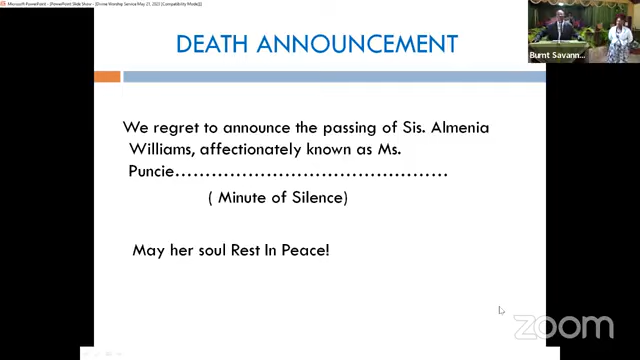 Microsoft PowerPoint - [PowerPoint Slide Show - [Divine Worship Service May 27, 2023 [Compatibility Mode]]]
DEATH ANNOUNCEMENT
Burnt Savann...
We regret to announce the passing of Sis. Almenia
Williams, affectionately known as Ms.
Puncie................................................
( Minute of Silence)
May her soul Rest In Peace!
zoom